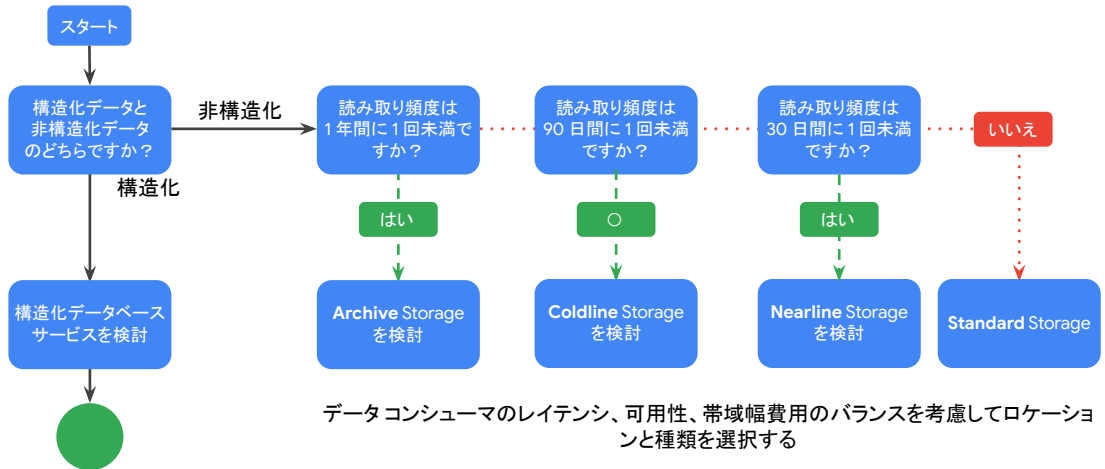 スタート
構造化データと
非構造化データ
のどちらですか？
非構造化
構造化
読み取り頻度は
1 年間に 1 回未満で
すか？
読み取り頻度は
90 日間に 1 回未満
ですか？
読み取り頻度は
30 日間に 1 回未満
ですか？
いいえ
はい
○
はい
構造化データベース
サービスを検討
Archive Storage
を検討
Coldline Storage
を検討
Nearline Storage
を検討
Standard Storage
データ コンシューマのレイテンシ、可用性、帯域幅費用のバランスを考慮してロケーショ
ンと種類を選択する